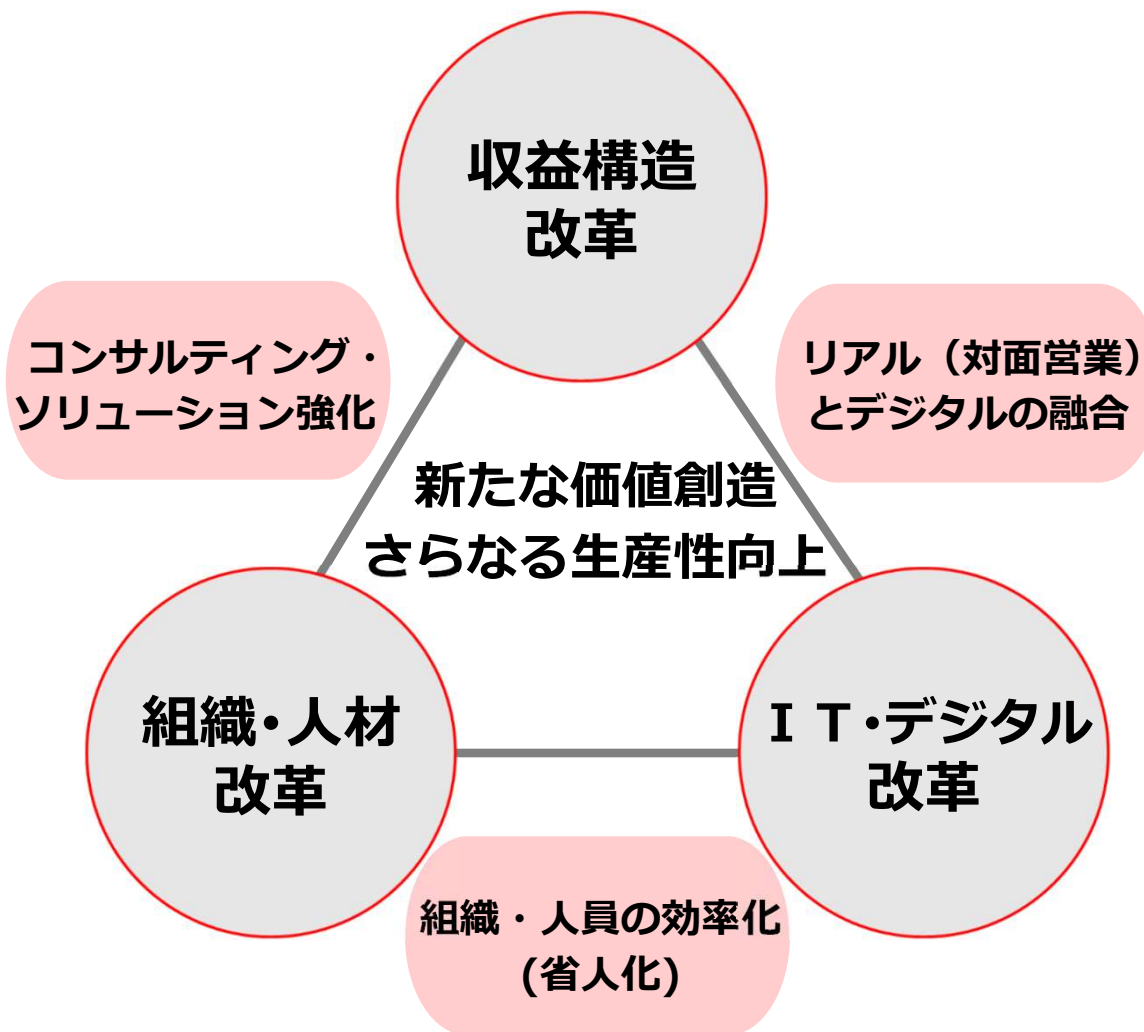 収益構造
改革
コンサルティング・
ソリューション強化
リアル（対面営業）
とデジタルの融合
新たな価値創造
さらなる生産性向上
組織・人材
改革
ＩＴ・デジタル
改革
組織・人員の効率化
(省人化)